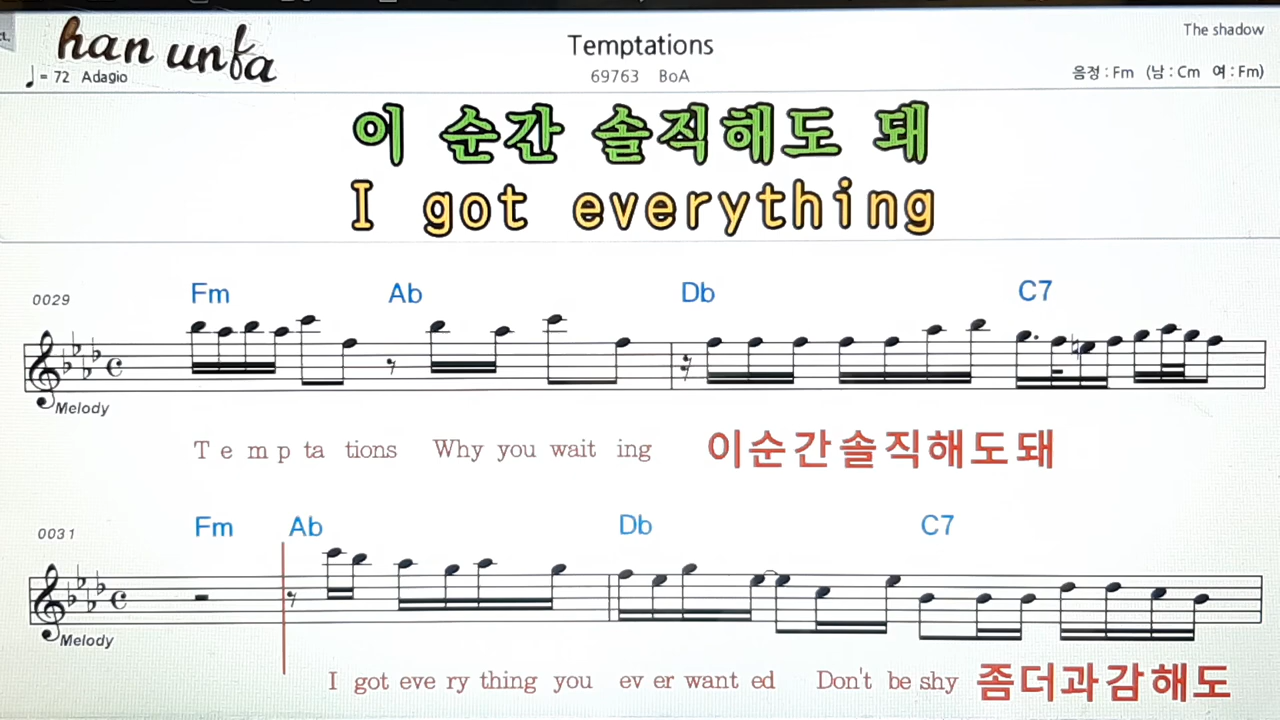 ct.
han unfa
Temptations
The shadow
♩= 72 Adagio
69763 BoA
음정 : Fm (남 : Cm 여 : Fm)
이 순간 솔직해도 돼
I got everything
0029
Fm Ab Db C7
Melody
T e m p ta tions Why you wait ing 이순간솔직해도돼
0031
Fm Ab Db C7
Melody
I got eve ry thing you ev er want ed Don't be shy 좀더과감해도